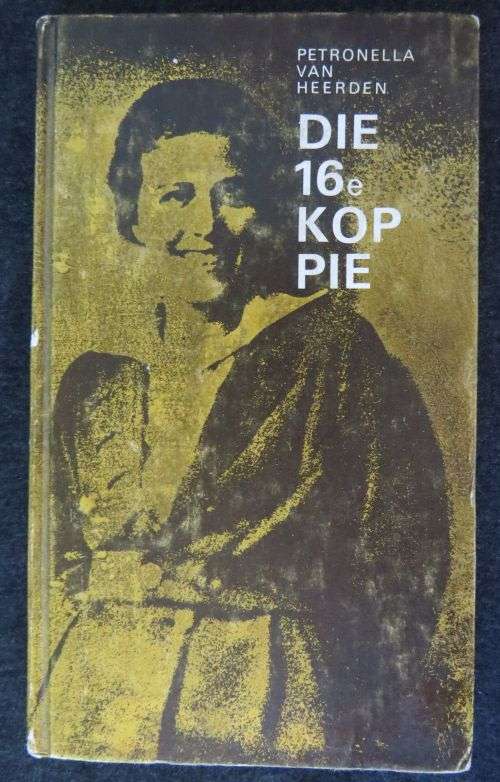 PETRONELLA
VAN
HEERDEN
DIE
16e
KOP
PIE